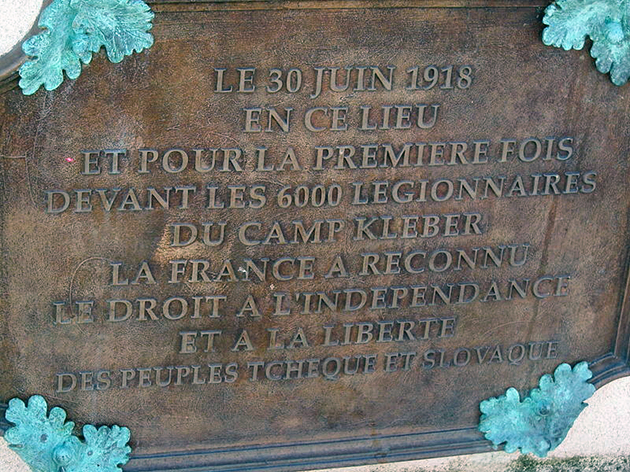 LE 30 JUIN 1918
EN CE LIEU
ET POUR LA PREMIERE FOIS
DEVANT LES 6000 LEGIONNAIRES
DU CAMP KLEBER
LA FRANCE A RECONNU
LE DROIT A L'INDEPENDANCE
ET A LA LIBERTE
DES PEUPLES TCHEQUE ET SLOVAQUE